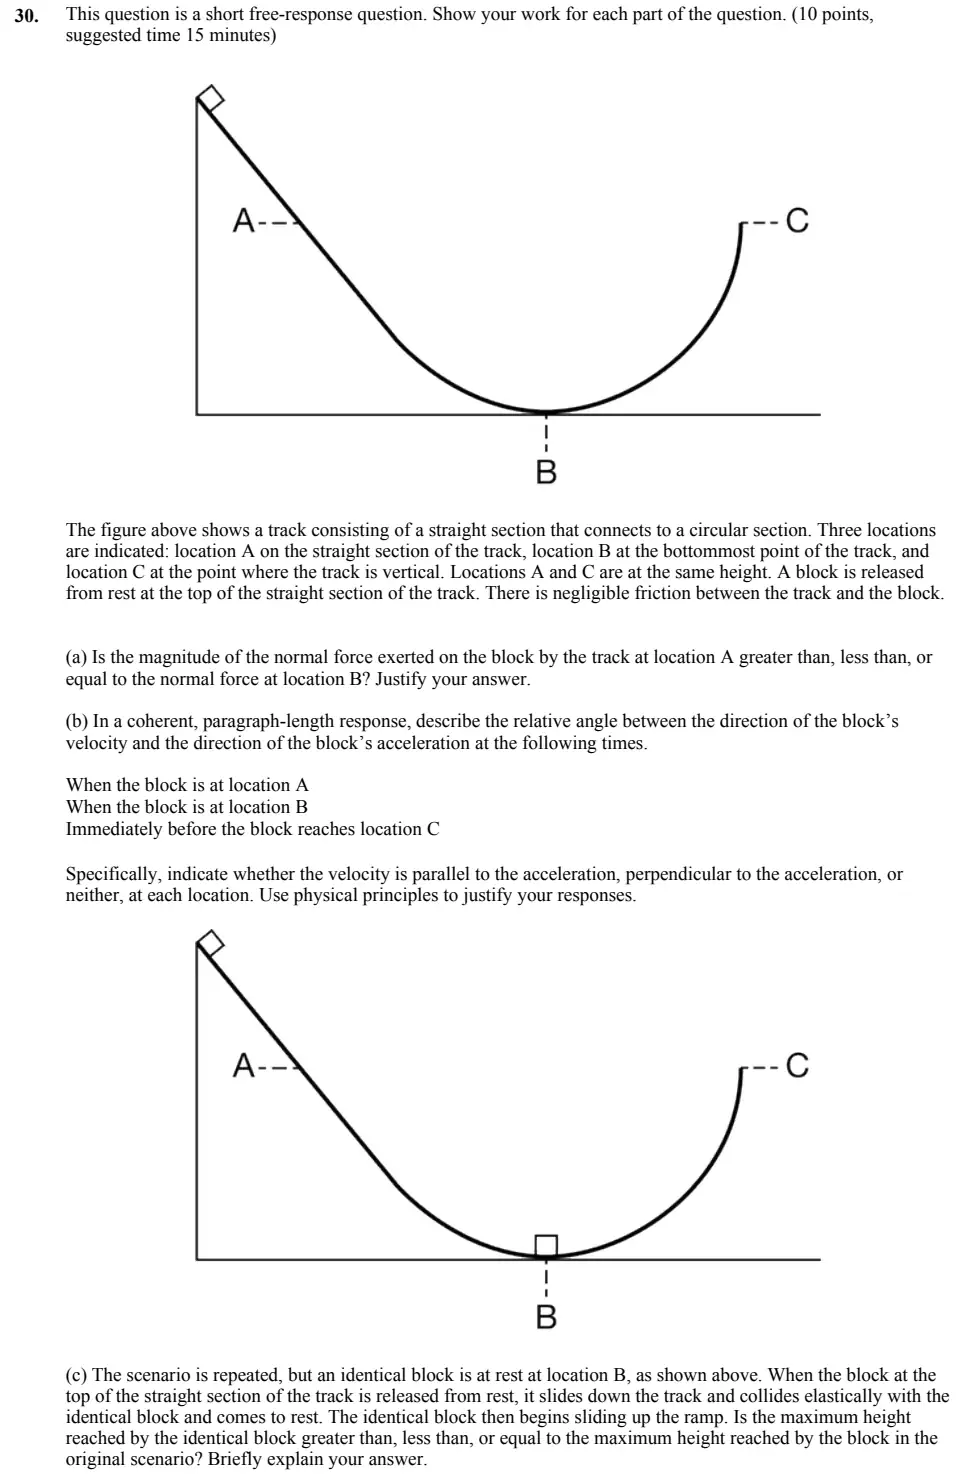 30. This question is a short free-response question. Show your work for each part of the question. (10 points,
suggested time 15 minutes)
A
C
B
The figure above shows a track consisting of a straight section that connects to a circular section. Three locations
are indicated: location A on the straight section of the track, location B at the bottommost point of the track, and
location C at the point where the track is vertical. Locations A and C are at the same height. A block is released
from rest at the top of the straight section of the track. There is negligible friction between the track and the block.
(a) Is the magnitude of the normal force exerted on the block by the track at location A greater than, less than, or
equal to the normal force at location B? Justify your answer.
(b) In a coherent, paragraph-length response, describe the relative angle between the direction of the block’s
velocity and the direction of the block’s acceleration at the following times.
When the block is at location A
When the block is at location B
Immediately before the block reaches location C
Specifically, indicate whether the velocity is parallel to the acceleration, perpendicular to the acceleration, or
neither, at each location. Use physical principles to justify your responses.
A
C
B
(c) The scenario is repeated, but an identical block is at rest at location B, as shown above. When the block at the
top of the straight section of the track is released from rest, it slides down the track and collides elastically with the
identical block and comes to rest. The identical block then begins sliding up the ramp. Is the maximum height
reached by the identical block greater than, less than, or equal to the maximum height reached by the block in the
original scenario? Briefly explain your answer.